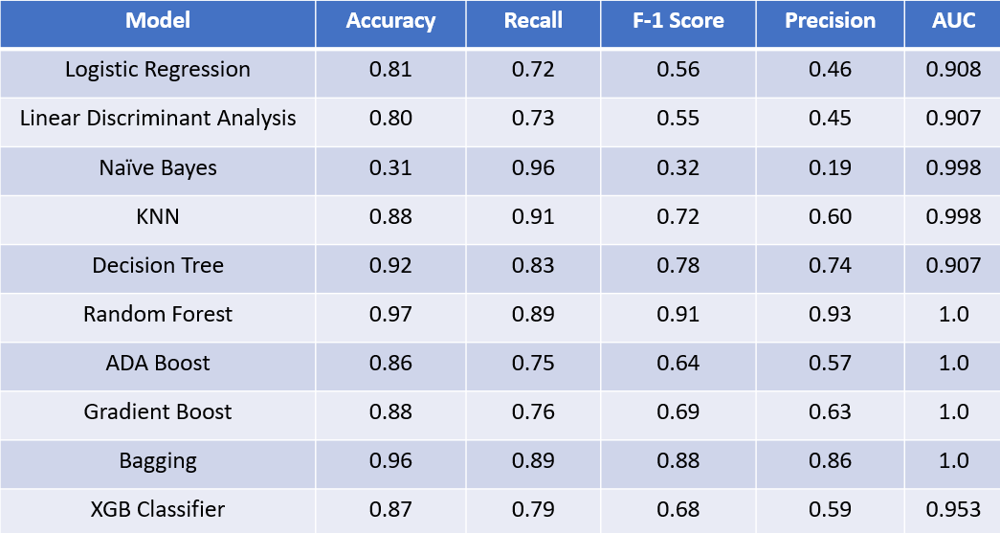 Model Accuracy Recall F-1 Score Precision AUC
Logistic Regression 0.81 0.72 0.56 0.46 0.908
Linear Discriminant Analysis 0.80 0.73 0.55 0.45 0.907
Naïve Bayes 0.31 0.96 0.32 0.19 0.998
KNN 0.88 0.91 0.72 0.60 0.998
Decision Tree 0.92 0.83 0.78 0.74 0.907
Random Forest 0.97 0.89 0.91 0.93 1.0
ADA Boost 0.86 0.75 0.64 0.57 1.0
Gradient Boost 0.88 0.76 0.69 0.63 1.0
Bagging 0.96 0.89 0.88 0.86 1.0
XGB Classifier 0.87 0.79 0.68 0.59 0.953